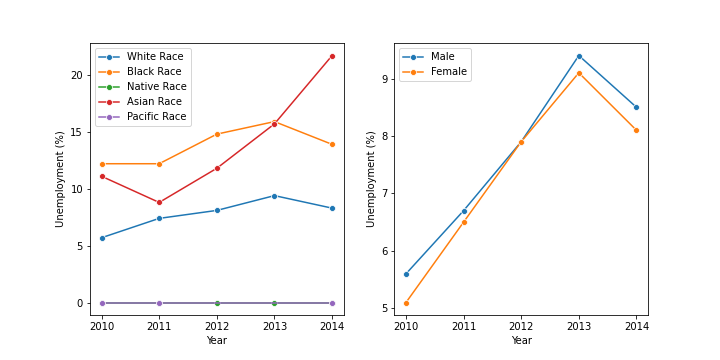 White Race
Black Race
Native Race
Asian Race
Pacific Race
20
15
10
5
0
Unemployment (%)
2010 2011 2012 2013 2014
Year
Male
Female
9
8
7
6
5
Unemployment (%)
2010 2011 2012 2013 2014
Year